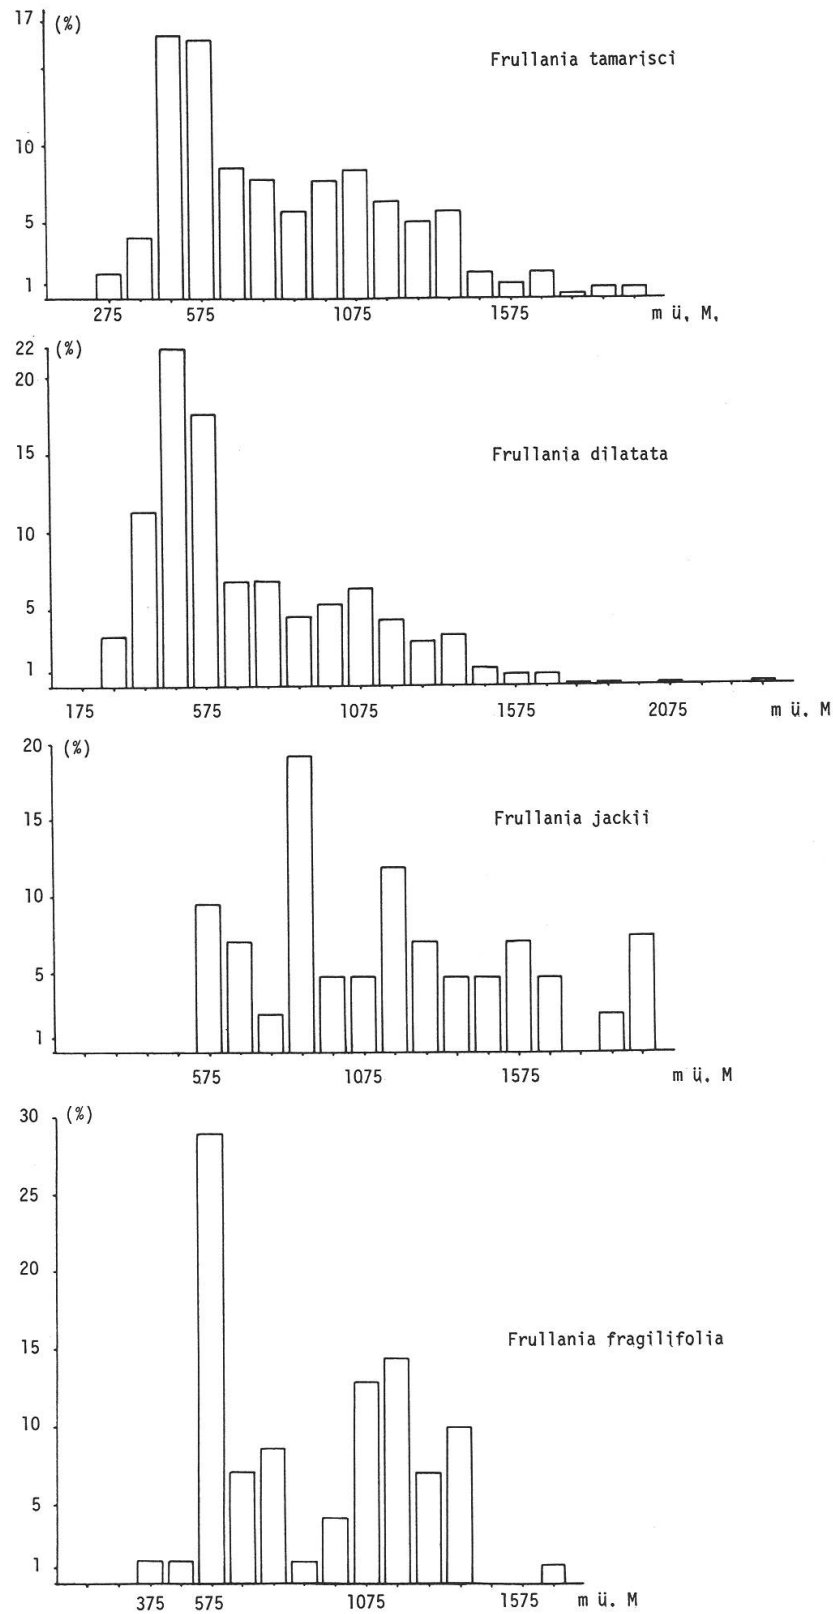 17 (%)
Frullania tamarisci
10
5
1
275 575 1075 1575 m ü. M.
22 (%)
20
15 Frullania dilatata
10
5
1
175 575 1075 1575 2075 m ü. M
20 (%)
15 Frullania jackii
10
5
1
575 1075 1575 m ü. M
30 (%)
25
20
15 Frullania fragilifolia
10
5
1
375 575 1075 1575 m ü. M